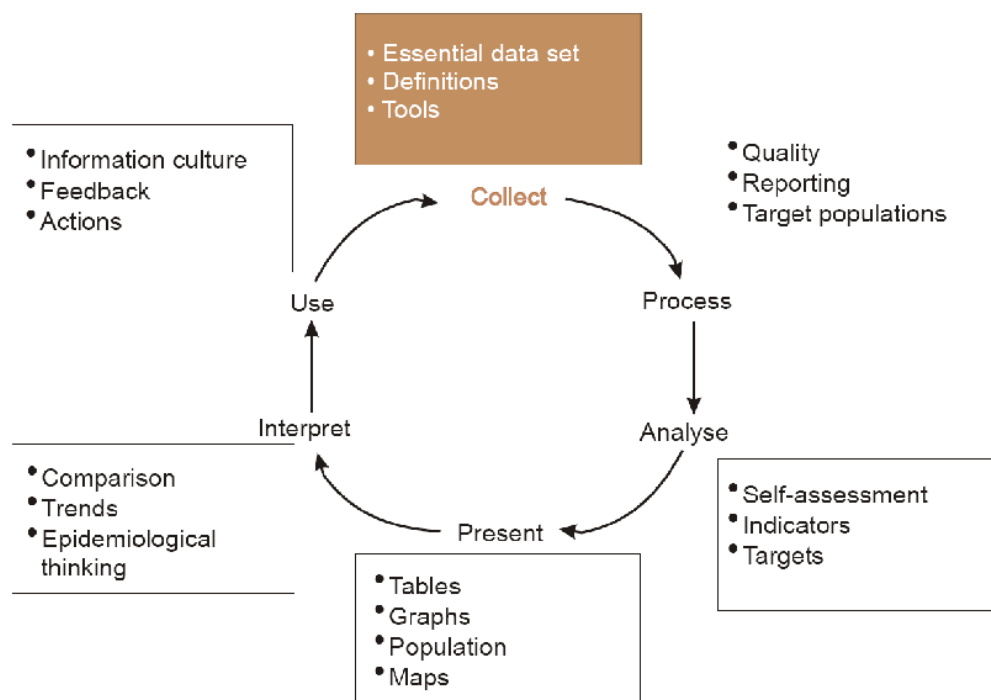 • Essential data set
• Definitions
• Tools
Collect
• Quality
• Reporting
• Target populations
Process
Analyse
• Self-assessment
• Indicators
• Targets
Present
• Tables
• Graphs
• Population
• Maps
Interpret
• Comparison
• Trends
• Epidemiological
thinking
Use
• Information culture
• Feedback
• Actions